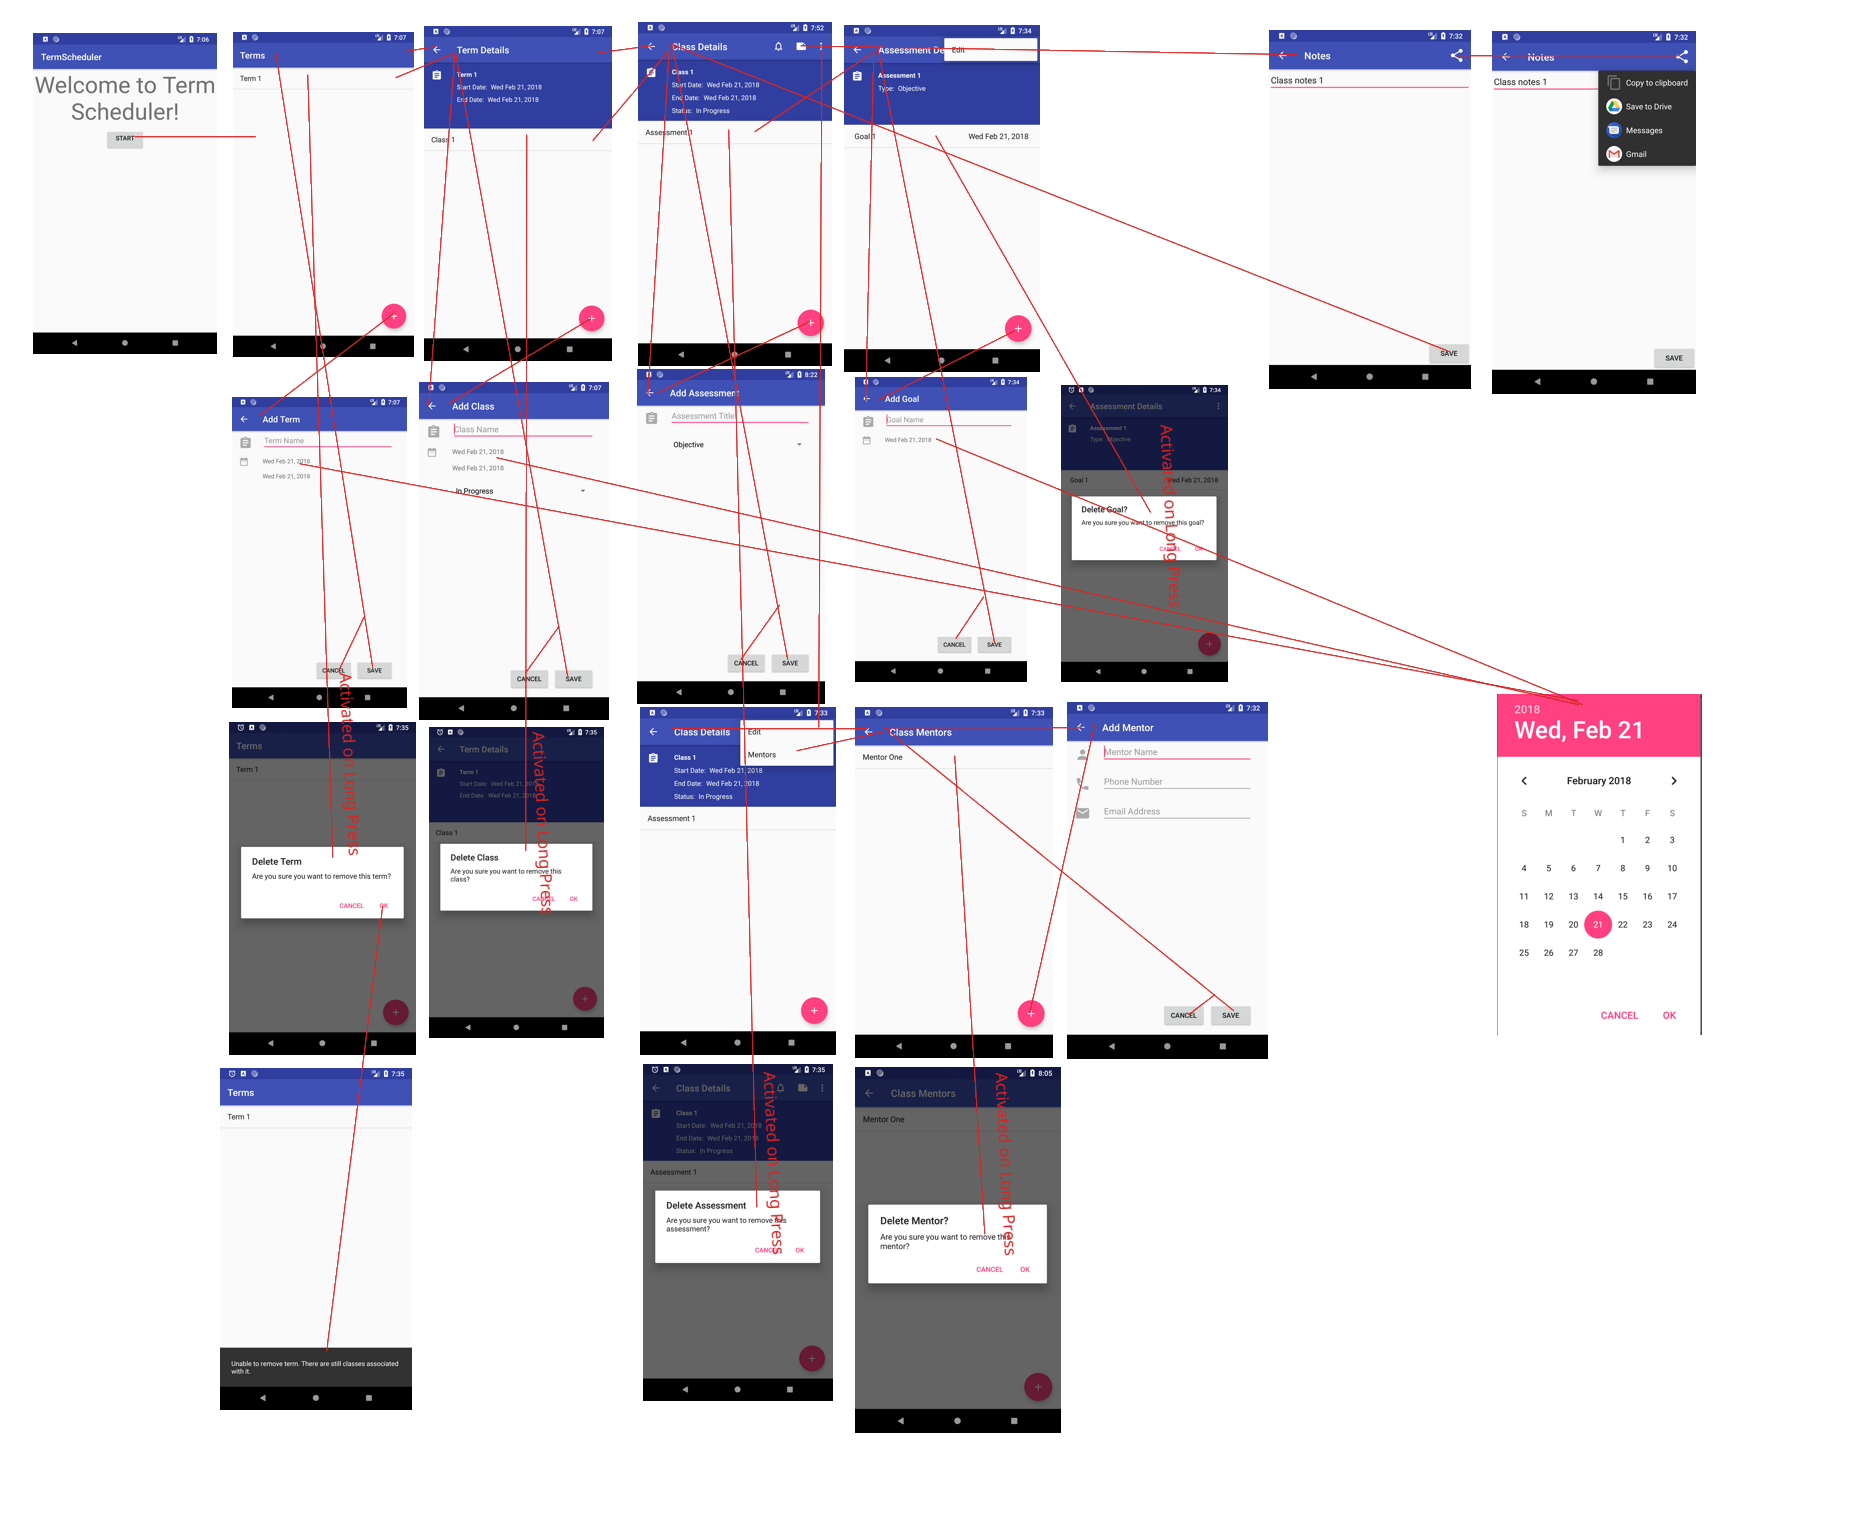 7:06
TermScheduler
Welcome to Term
Scheduler!
START
7:07
Terms
Term 1
7:07
Term Details
Term 1
Start Date: Wed Feb 21, 2018
End Date: Wed Feb 21, 2018
Class 1
7:52
Class Details
Class 1
Start Date: Wed Feb 21, 2018
End Date: Wed Feb 21, 2018
Status: In Progress
Assessment 1
7:34
Assessment De
Edit
Assessment 1
Type: Objective
Goal 1
Wed Feb 21, 2018
7:32
Notes
Class notes 1
SAVE
7:32
Notes
Class notes 1
Copy to clipboard
Save to Drive
Messages
Gmail
SAVE
7:07
Add Term
Term Name
Wed Feb 21, 2018
Wed Feb 21, 2018
CANCEL
SAVE
7:07
Add Class
Class Name
Wed Feb 21, 2018
Wed Feb 21, 2018
In Progress
CANCEL
SAVE
8:22
Add Assessment
Assessment Title
Objective
CANCEL
SAVE
7:34
Add Goal
Goal Name
Wed Feb 21, 2018
CANCEL
SAVE
7:34
Assessment Details
Assessment 1
Type: Objective
Goal 1
Wed Feb 21, 2018
Delete Goal?
Are you sure you want to remove this goal?
CANCEL
OK
Activated on Long Press
7:35
Terms
Term 1
Delete Term
Are you sure you want to remove this term?
CANCEL
OK
Activated on Long Press
7:35
Term Details
Term 1
Start Date: Wed Feb 21, 2018
End Date: Wed Feb 21, 2018
Class 1
Delete Class
Are you sure you want to remove this
class?
CANCEL
OK
Activated on Long Press
7:33
Class Details
Edit
Mentors
Class 1
Start Date: Wed Feb 21, 2018
End Date: Wed Feb 21, 2018
Status: In Progress
Assessment 1
7:33
Class Mentors
Mentor One
7:32
Add Mentor
Mentor Name
Phone Number
Email Address
CANCEL
SAVE
2018
Wed, Feb 21
February 2018
S M T W T F S
1 2 3
4 5 6 7 8 9 10
11 12 13 14 15 16 17
18 19 20 21 22 23 24
25 26 27 28
CANCEL
OK
7:35
Terms
Term 1
Unable to remove term. There are still classes associated
with it.
7:35
Class Details
Class 1
Start Date: Wed Feb 21, 2018
End Date: Wed Feb 21, 2018
Status: In Progress
Assessment 1
Delete Assessment
Are you sure you want to remove this
assessment?
CANCEL
OK
Activated on Long Press
8:05
Class Mentors
Mentor One
Delete Mentor?
Are you sure you want to remove this
mentor?
CANCEL
OK
Activated on Long Press